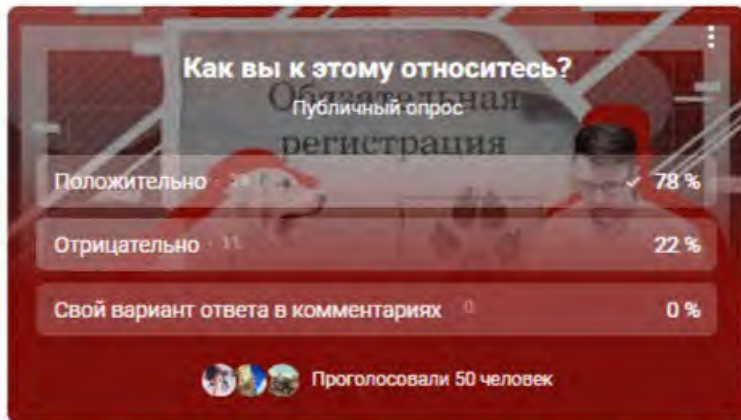 Как вы к этому относитесь?
Обязательная
Публичный опрос
регистрация
Положительно · 78 %
Отрицательно · 11 22 %
Свой вариант ответа в комментариях · 0 0 %
Проголосовали 50 человек